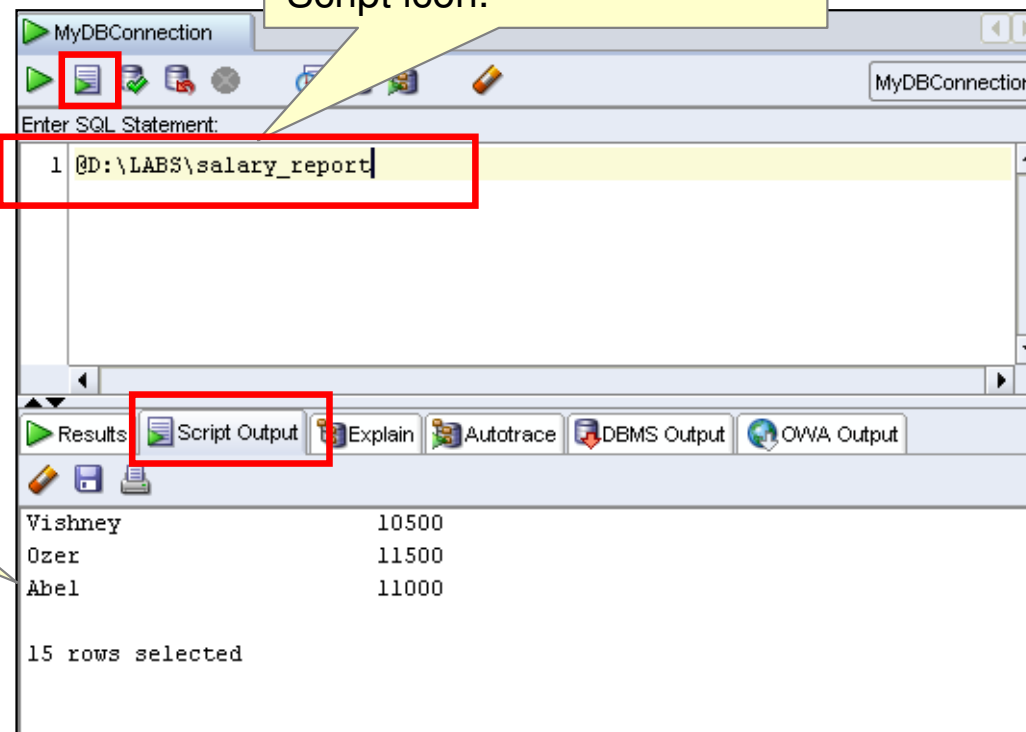 Script icon.
MyDBConnection
MyDBConnection
Enter SQL Statement:
1 @D:\LABS\salary_report
Results Script Output Explain Autotrace DBMS Output OWA Output
Vishney 10500
Ozer 11500
Abel 11000
15 rows selected